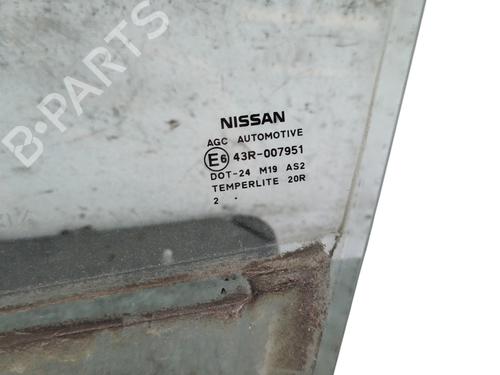 NISSAN
AGC AUTOMOTIVE
E6 43R-007951
DOT-24 M19 AS2
TEMPERLITE 20R
2 .
B-PARTS